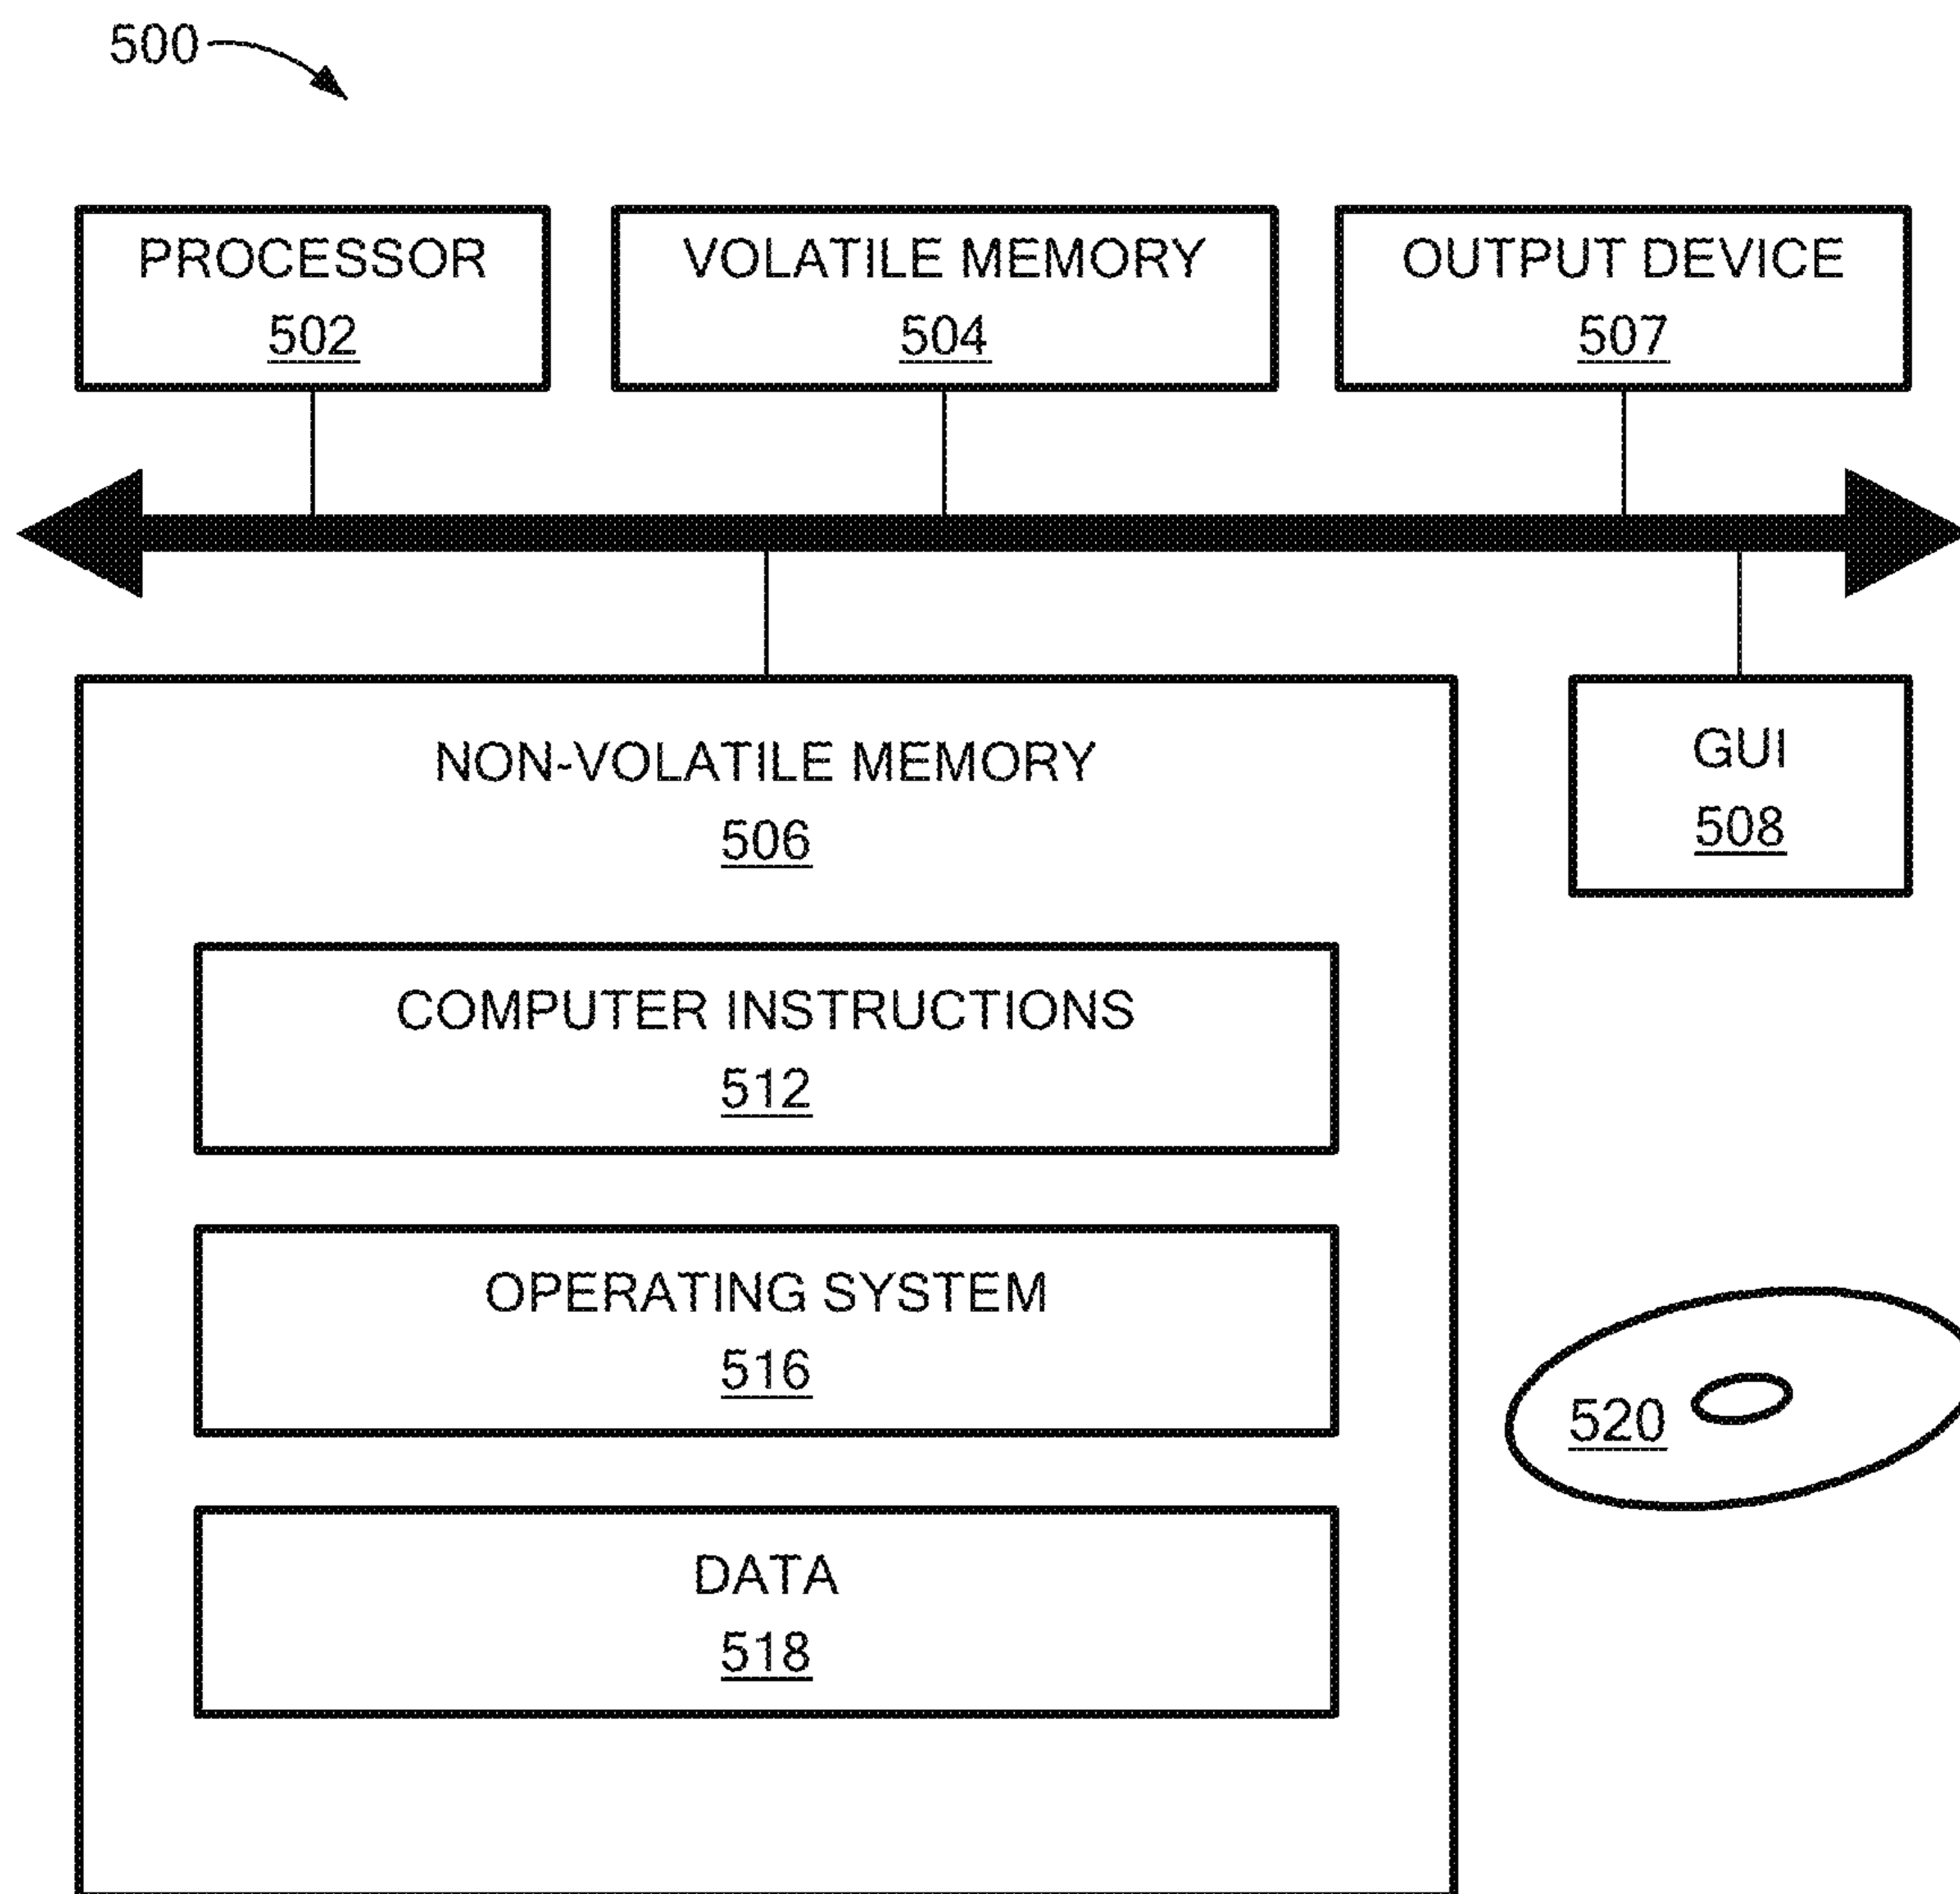 500
PROCESSOR
502
VOLATILE MEMORY
504
OUTPUT DEVICE
507
NON-VOLATILE MEMORY
506
GUI
508
COMPUTER INSTRUCTIONS
512
OPERATING SYSTEM
516
520
DATA
518